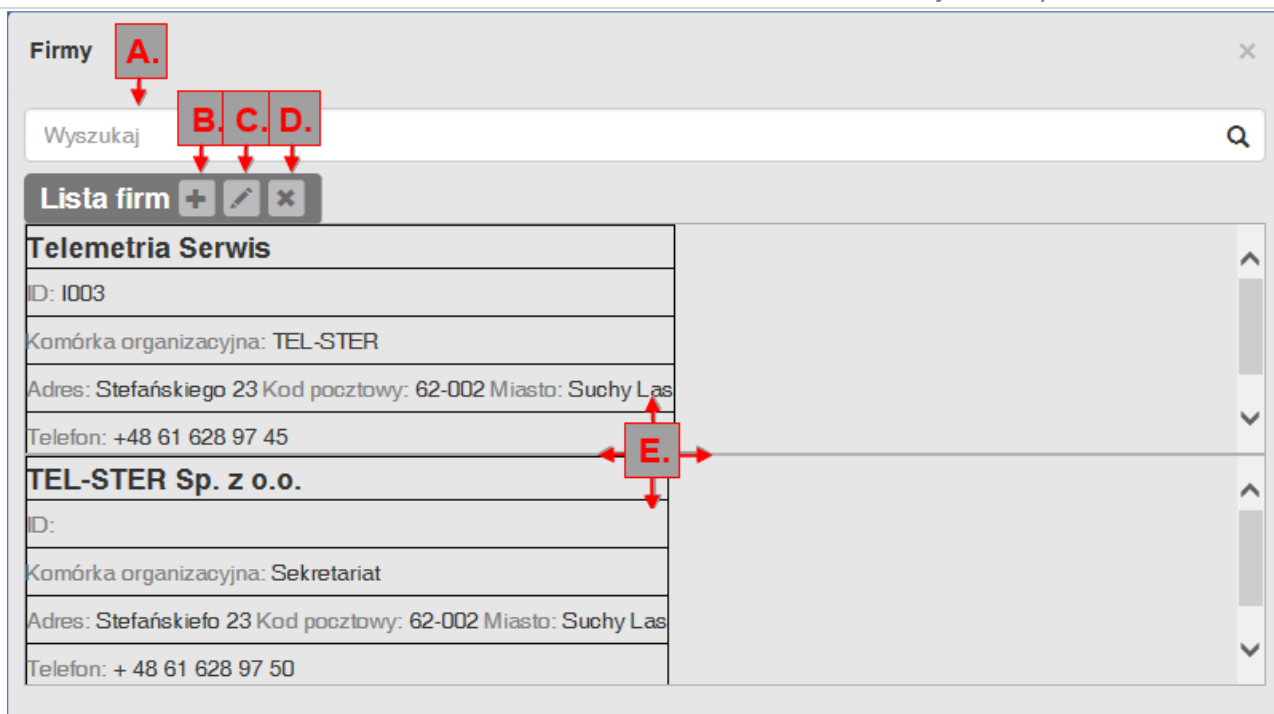 Firmy A.
B. C. D.
Wyszukaj
Lista firm
Telemetria Serwis
ID: I003
Komórka organizacyjna: TEL-STER
Adres: Stefańskiego 23 Kod pocztowy: 62-002 Miasto: Suchy Las
Telefon: +48 61 628 97 45
E.
TEL-STER Sp. z o.o.
ID:
Komórka organizacyjna: Sekretariat
Adres: Stefańskiefo 23 Kod pocztowy: 62-002 Miasto: Suchy Las
Telefon: + 48 61 628 97 50